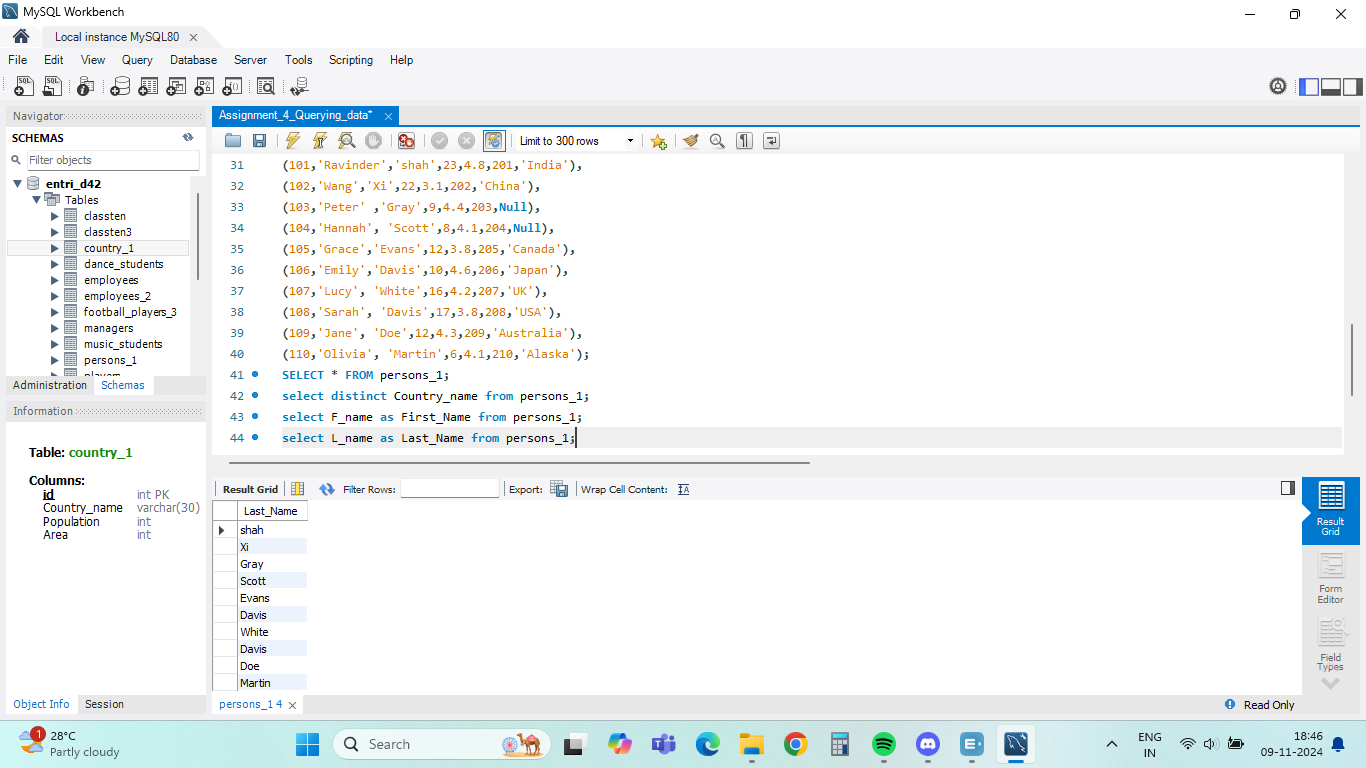 MySQL Workbench
Local instance MySQL80
File Edit View Query Database Server Tools Scripting Help
Navigator
SCHEMAS
Filter objects
entri_d42
Tables
classten
classten3
country_1
dance_students
employees
employees_2
football_players_3
managers
music_students
persons_1
players
Administration Schemas
Information
Table: country_1
Columns:
id int PK
Country_name varchar(30)
Population int
Area int
Object Info Session
Assignment_4_Querying_data*
Limit to 300 rows
31 (101,'Ravinder','shah',23,4.8,201,'India'),
32 (102,'Wang','Xi',22,3.1,202,'China'),
33 (103,'Peter' ,'Gray',9,4.4,203,Null),
34 (104,'Hannah', 'Scott',8,4.1,204,Null),
35 (105,'Grace','Evans',12,3.8,205,'Canada'),
36 (106,'Emily','Davis',10,4.6,206,'Japan'),
37 (107,'Lucy', 'White',16,4.2,207,'UK'),
38 (108,'Sarah', 'Davis',17,3.8,208,'USA'),
39 (109,'Jane', 'Doe',12,4.3,209,'Australia'),
40 (110,'Olivia', 'Martin',6,4.1,210,'Alaska');
41 SELECT * FROM persons_1;
42 select distinct Country_name from persons_1;
43 select F_name as First_Name from persons_1;
44 select L_name as Last_Name from persons_1;
Result Grid Filter Rows: Export: Wrap Cell Content:
Last_Name
shah
Xi
Gray
Scott
Evans
Davis
White
Davis
Doe
Martin
Result
Grid
Form
Editor
Field
Types
persons_1 4
Read Only
1
28°C
Partly cloudy
Search
ENG
IN
18:46
09-11-2024